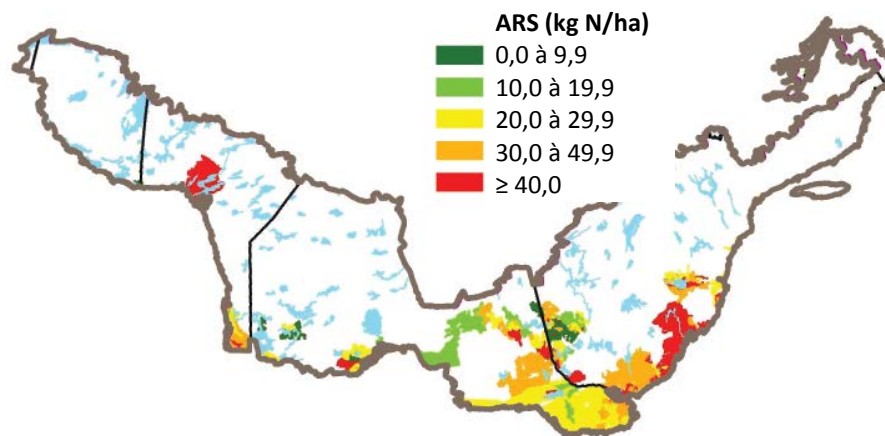 ARS (kg N/ha)
0,0 à 9,9
10,0 à 19,9
20,0 à 29,9
30,0 à 49,9
≥ 40,0